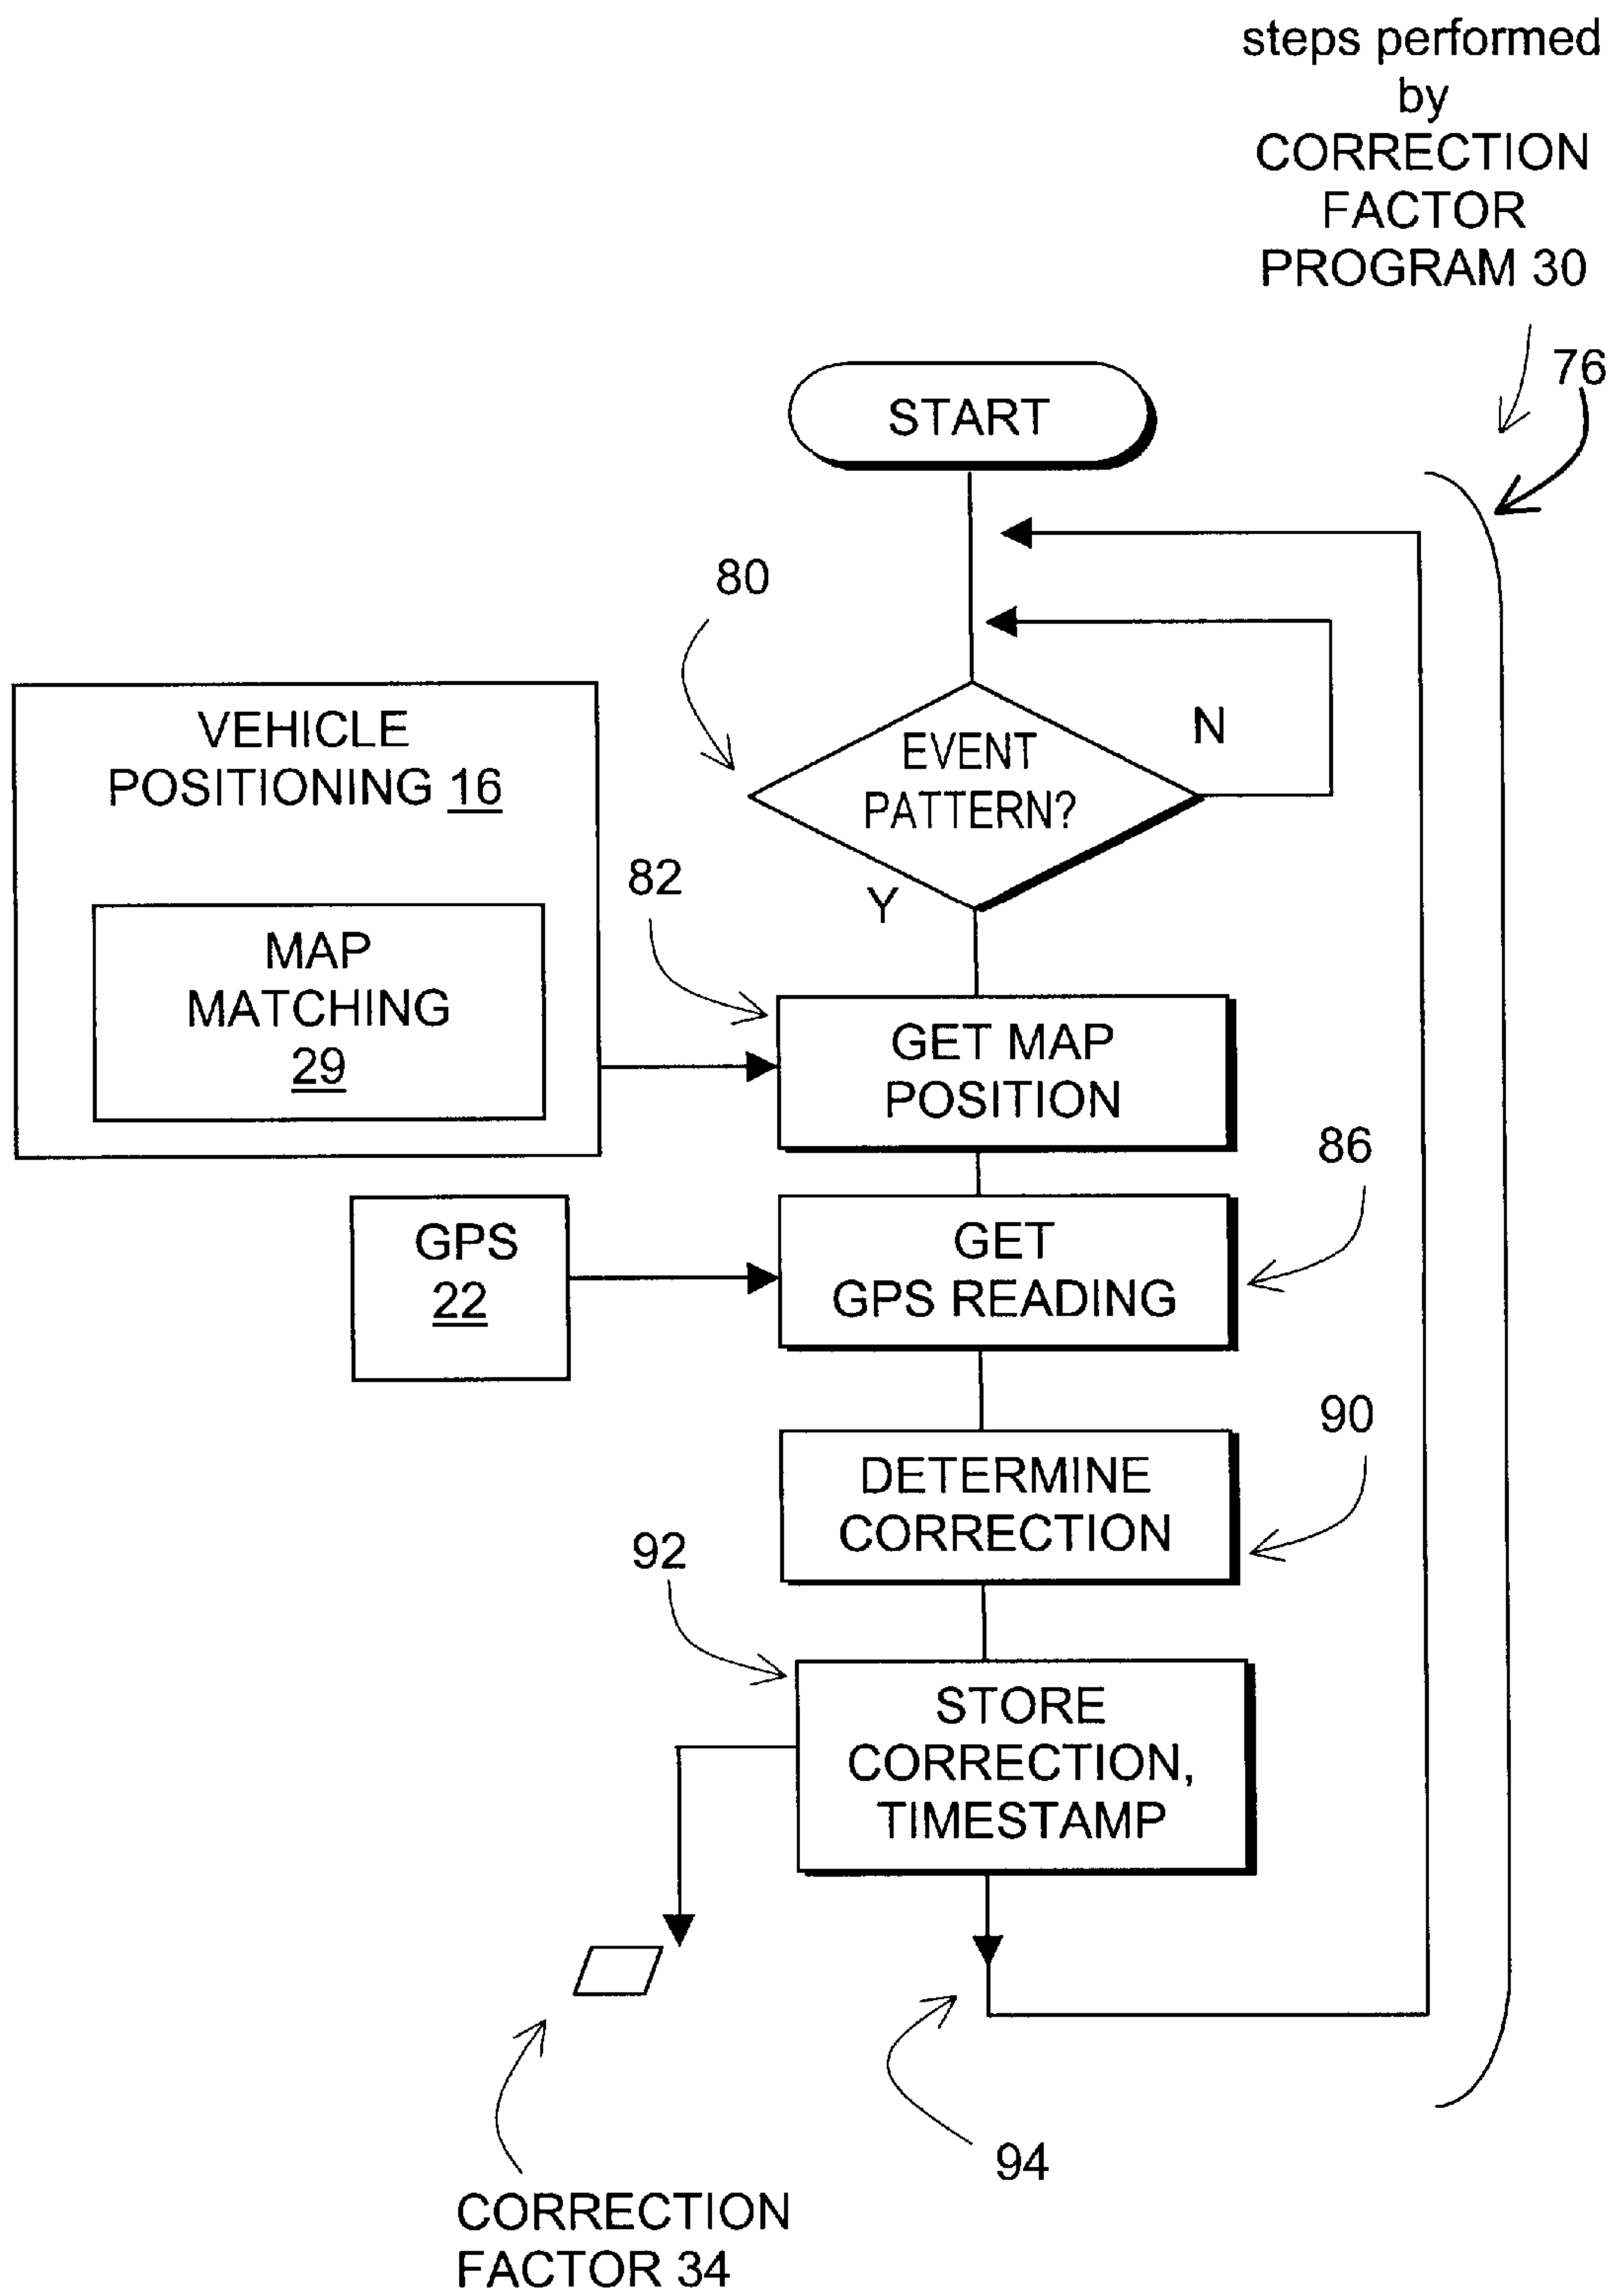 steps performed
by
CORRECTION
FACTOR
PROGRAM 30
76
START
80
N
EVENT
PATTERN?
Y
VEHICLE
POSITIONING 16
MAP
MATCHING
29
82
GET MAP
POSITION
86
GPS
22
GET
GPS READING
90
DETERMINE
CORRECTION
92
STORE
CORRECTION,
TIMESTAMP
94
CORRECTION
FACTOR 34